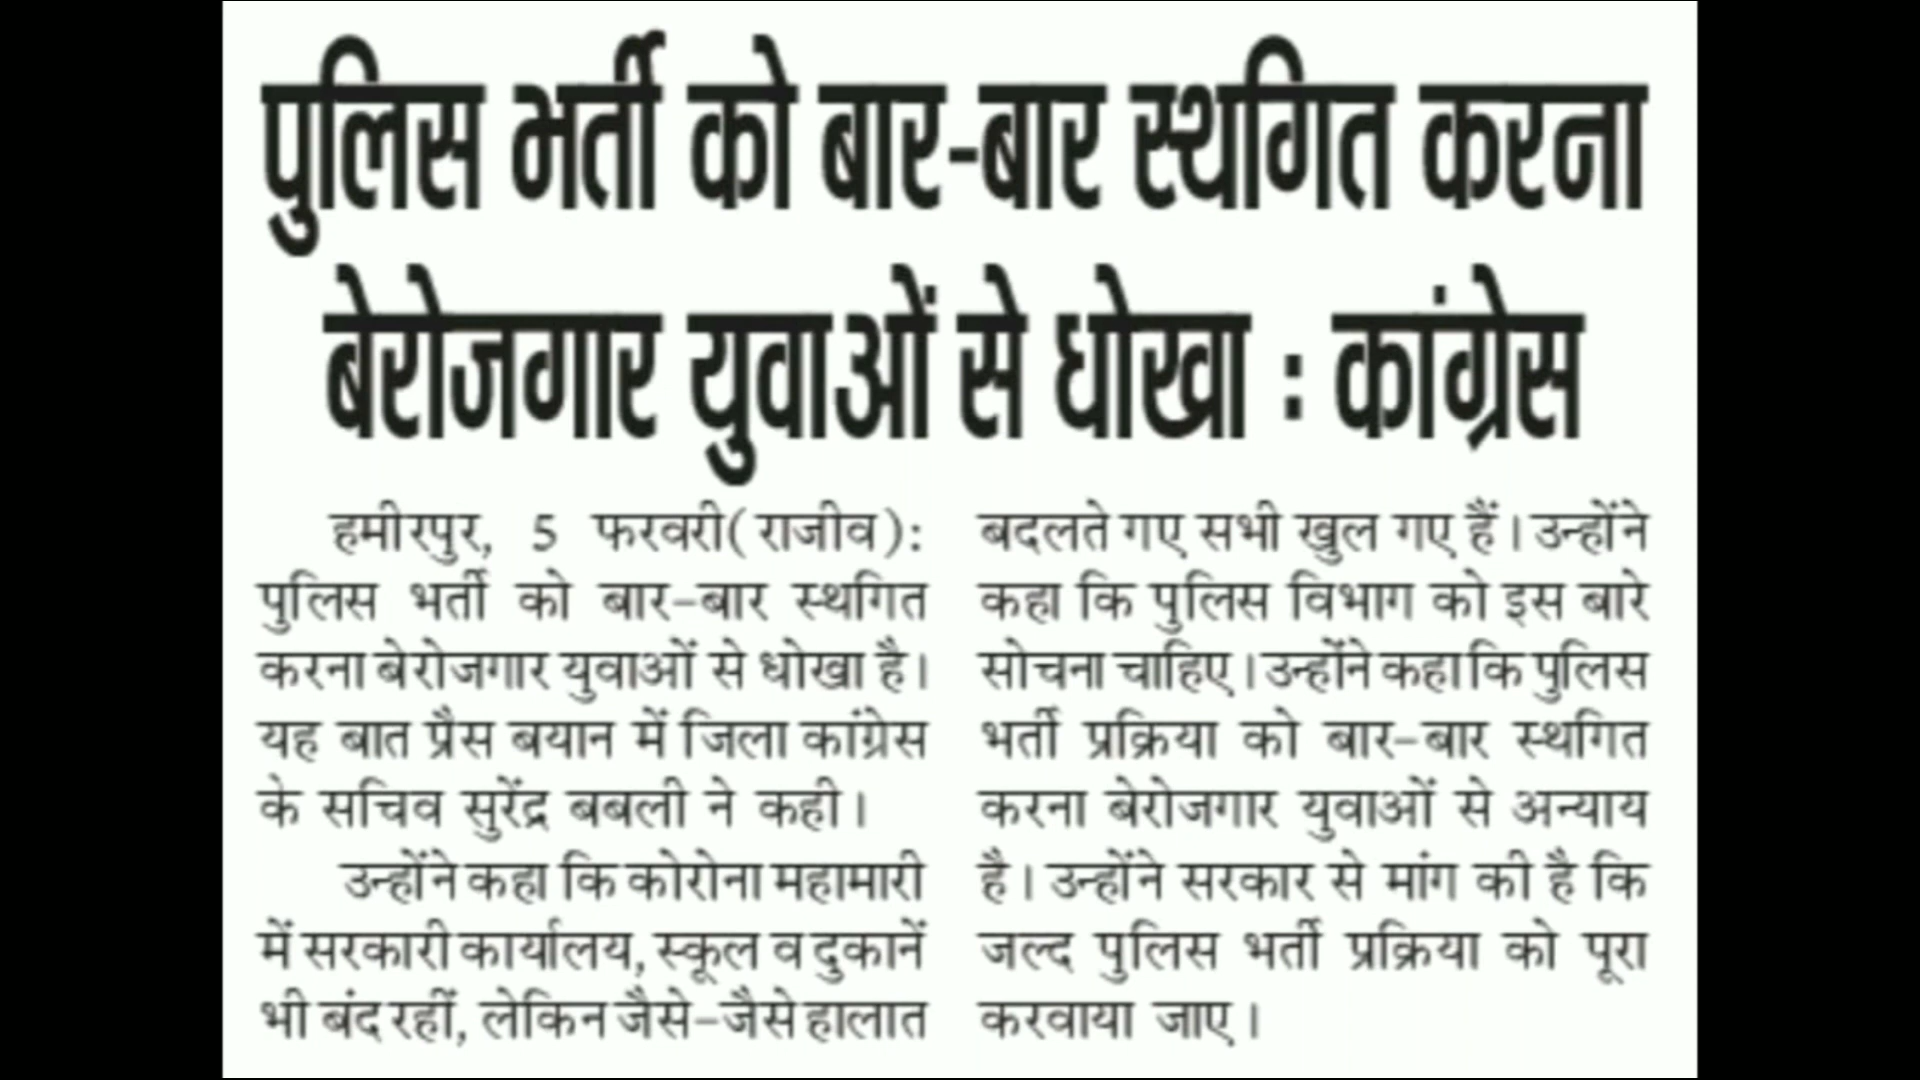 पुलिस भर्ती को बार-बार स्थगित करना
बेरोजगार युवाओं से धोखा : कांग्रेस
हमीरपुर, 5 फरवरी(राजीव):
पुलिस भर्ती को बार-बार स्थगित
करना बेरोजगार युवाओं से धोखा है।
यह बात प्रैस बयान में जिला कांग्रेस
के सचिव सुरेंद्र बबली ने कही।
उन्होंने कहा कि कोरोना महामारी
में सरकारी कार्यालय, स्कूल व दुकानें
भी बंद रहीं, लेकिन जैसे-जैसे हालात
बदलते गए सभी खुल गए हैं। उन्होंने
कहा कि पुलिस विभाग को इस बारे
सोचना चाहिए। उन्होंने कहा कि पुलिस
भर्ती प्रक्रिया को बार-बार स्थगित
करना बेरोजगार युवाओं से अन्याय
है। उन्होंने सरकार से मांग की है कि
जल्द पुलिस भर्ती प्रक्रिया को पूरा
करवाया जाए।